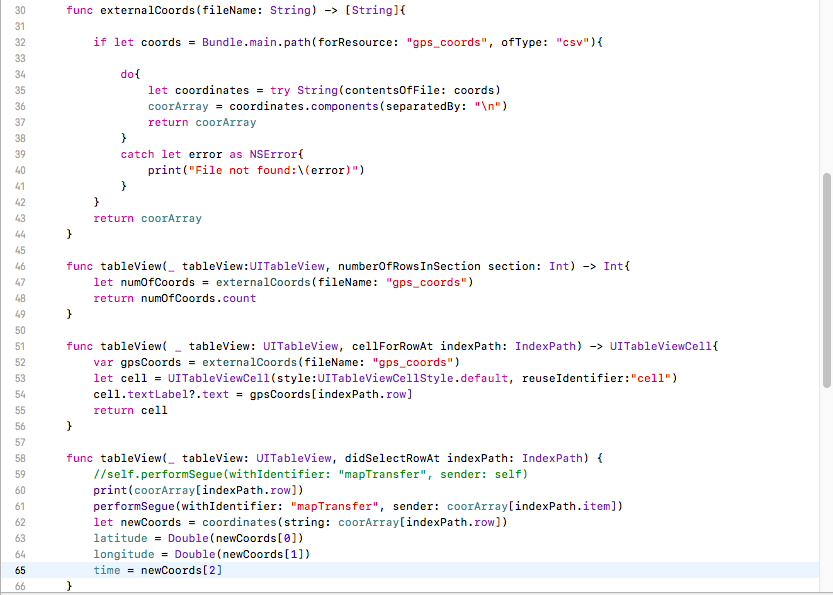 30 func externalCoords(fileName: String) -> [String]{
31
32 if let coords = Bundle.main.path(forResource: "gps_coords", ofType: "csv"){
33
34 do{
35 let coordinates = try String(contentsOfFile: coords)
36 coorArray = coordinates.components(separatedBy: "\n")
37 return coorArray
38 }
39 catch let error as NSError{
40 print("File not found:\(error)")
41 }
42 }
43 return coorArray
44 }
45
46 func tableView(_ tableView:UITableView, numberOfRowsInSection section: Int) -> Int{
47 let numOfCoords = externalCoords(fileName: "gps_coords")
48 return numOfCoords.count
49 }
50
51 func tableView( _ tableView: UITableView, cellForRowAt indexPath: IndexPath) -> UITableViewCell{
52 var gpsCoords = externalCoords(fileName: "gps_coords")
53 let cell = UITableViewCell(style:UITableViewCellStyle.default, reuseIdentifier:"cell")
54 cell.textLabel?.text = gpsCoords[indexPath.row]
55 return cell
56 }
57
58 func tableView(_ tableView: UITableView, didSelectRowAt indexPath: IndexPath) {
59 //self.performSegue(withIdentifier: "mapTransfer", sender: self)
60 print(coorArray[indexPath.row])
61 performSegue(withIdentifier: "mapTransfer", sender: coorArray[indexPath.item])
62 let newCoords = coordinates(string: coorArray[indexPath.row])
63 latitude = Double(newCoords[0])
64 longitude = Double(newCoords[1])
65 time = newCoords[2]
66 }